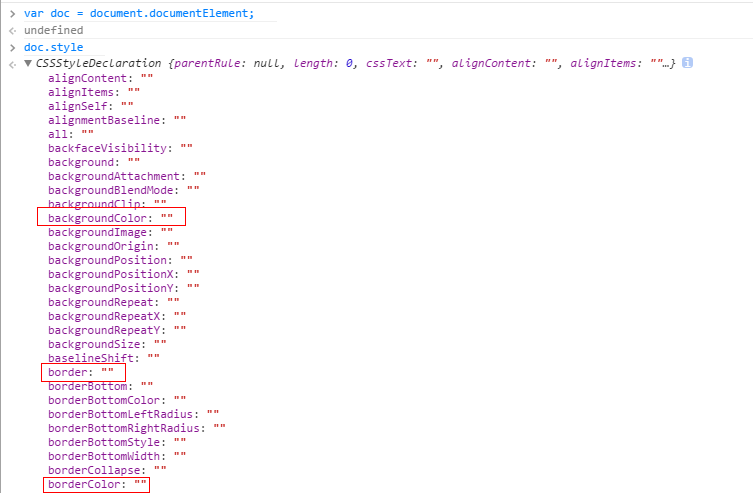 > var doc = document.documentElement;
<· undefined
> doc.style
<· ▼ CSSStyleDeclaration {parentRule: null, length: 0, cssText: "", alignContent: "", alignItems: ""…} i
alignContent: ""
alignItems: ""
alignSelf: ""
alignmentBaseline: ""
all: ""
backfaceVisibility: ""
background: ""
backgroundAttachment: ""
backgroundBlendMode: ""
backgroundClip: ""
backgroundColor: ""
backgroundImage: ""
backgroundOrigin: ""
backgroundPosition: ""
backgroundPositionX: ""
backgroundPositionY: ""
backgroundRepeat: ""
backgroundRepeatX: ""
backgroundRepeatY: ""
backgroundSize: ""
baselineShift: ""
border: ""
borderBottom: ""
borderBottomColor: ""
borderBottomLeftRadius: ""
borderBottomRightRadius: ""
borderBottomStyle: ""
borderBottomWidth: ""
borderCollapse: ""
borderColor: ""